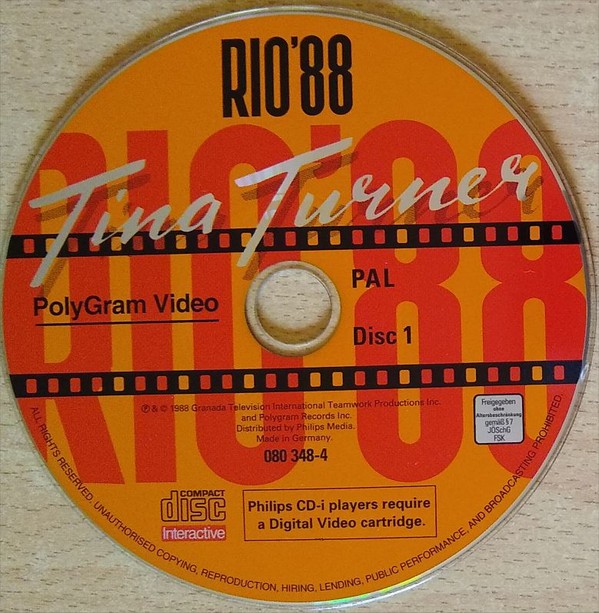 RIO'88
RIO'88
Tina Turner
PAL
PolyGram Video
Disc 1
℗ & © 1988 Granada Television International Teamwork Productions Inc.
and Polygram Records Inc.
Distributed by Philips Media.
Made in Germany.
080 348-4
Freigegeben
ohne
Altersbeschränkung
gemäß § 7
JÖSchG
FSK
COMPACT
disc
Interactive
Philips CD-i players require
a Digital Video cartridge.
ALL RIGHTS RESERVED. UNAUTHORISED COPYING, REPRODUCTION, HIRING, LENDING, PUBLIC PERFORMANCE, AND BROADCASTING PROHIBITED.